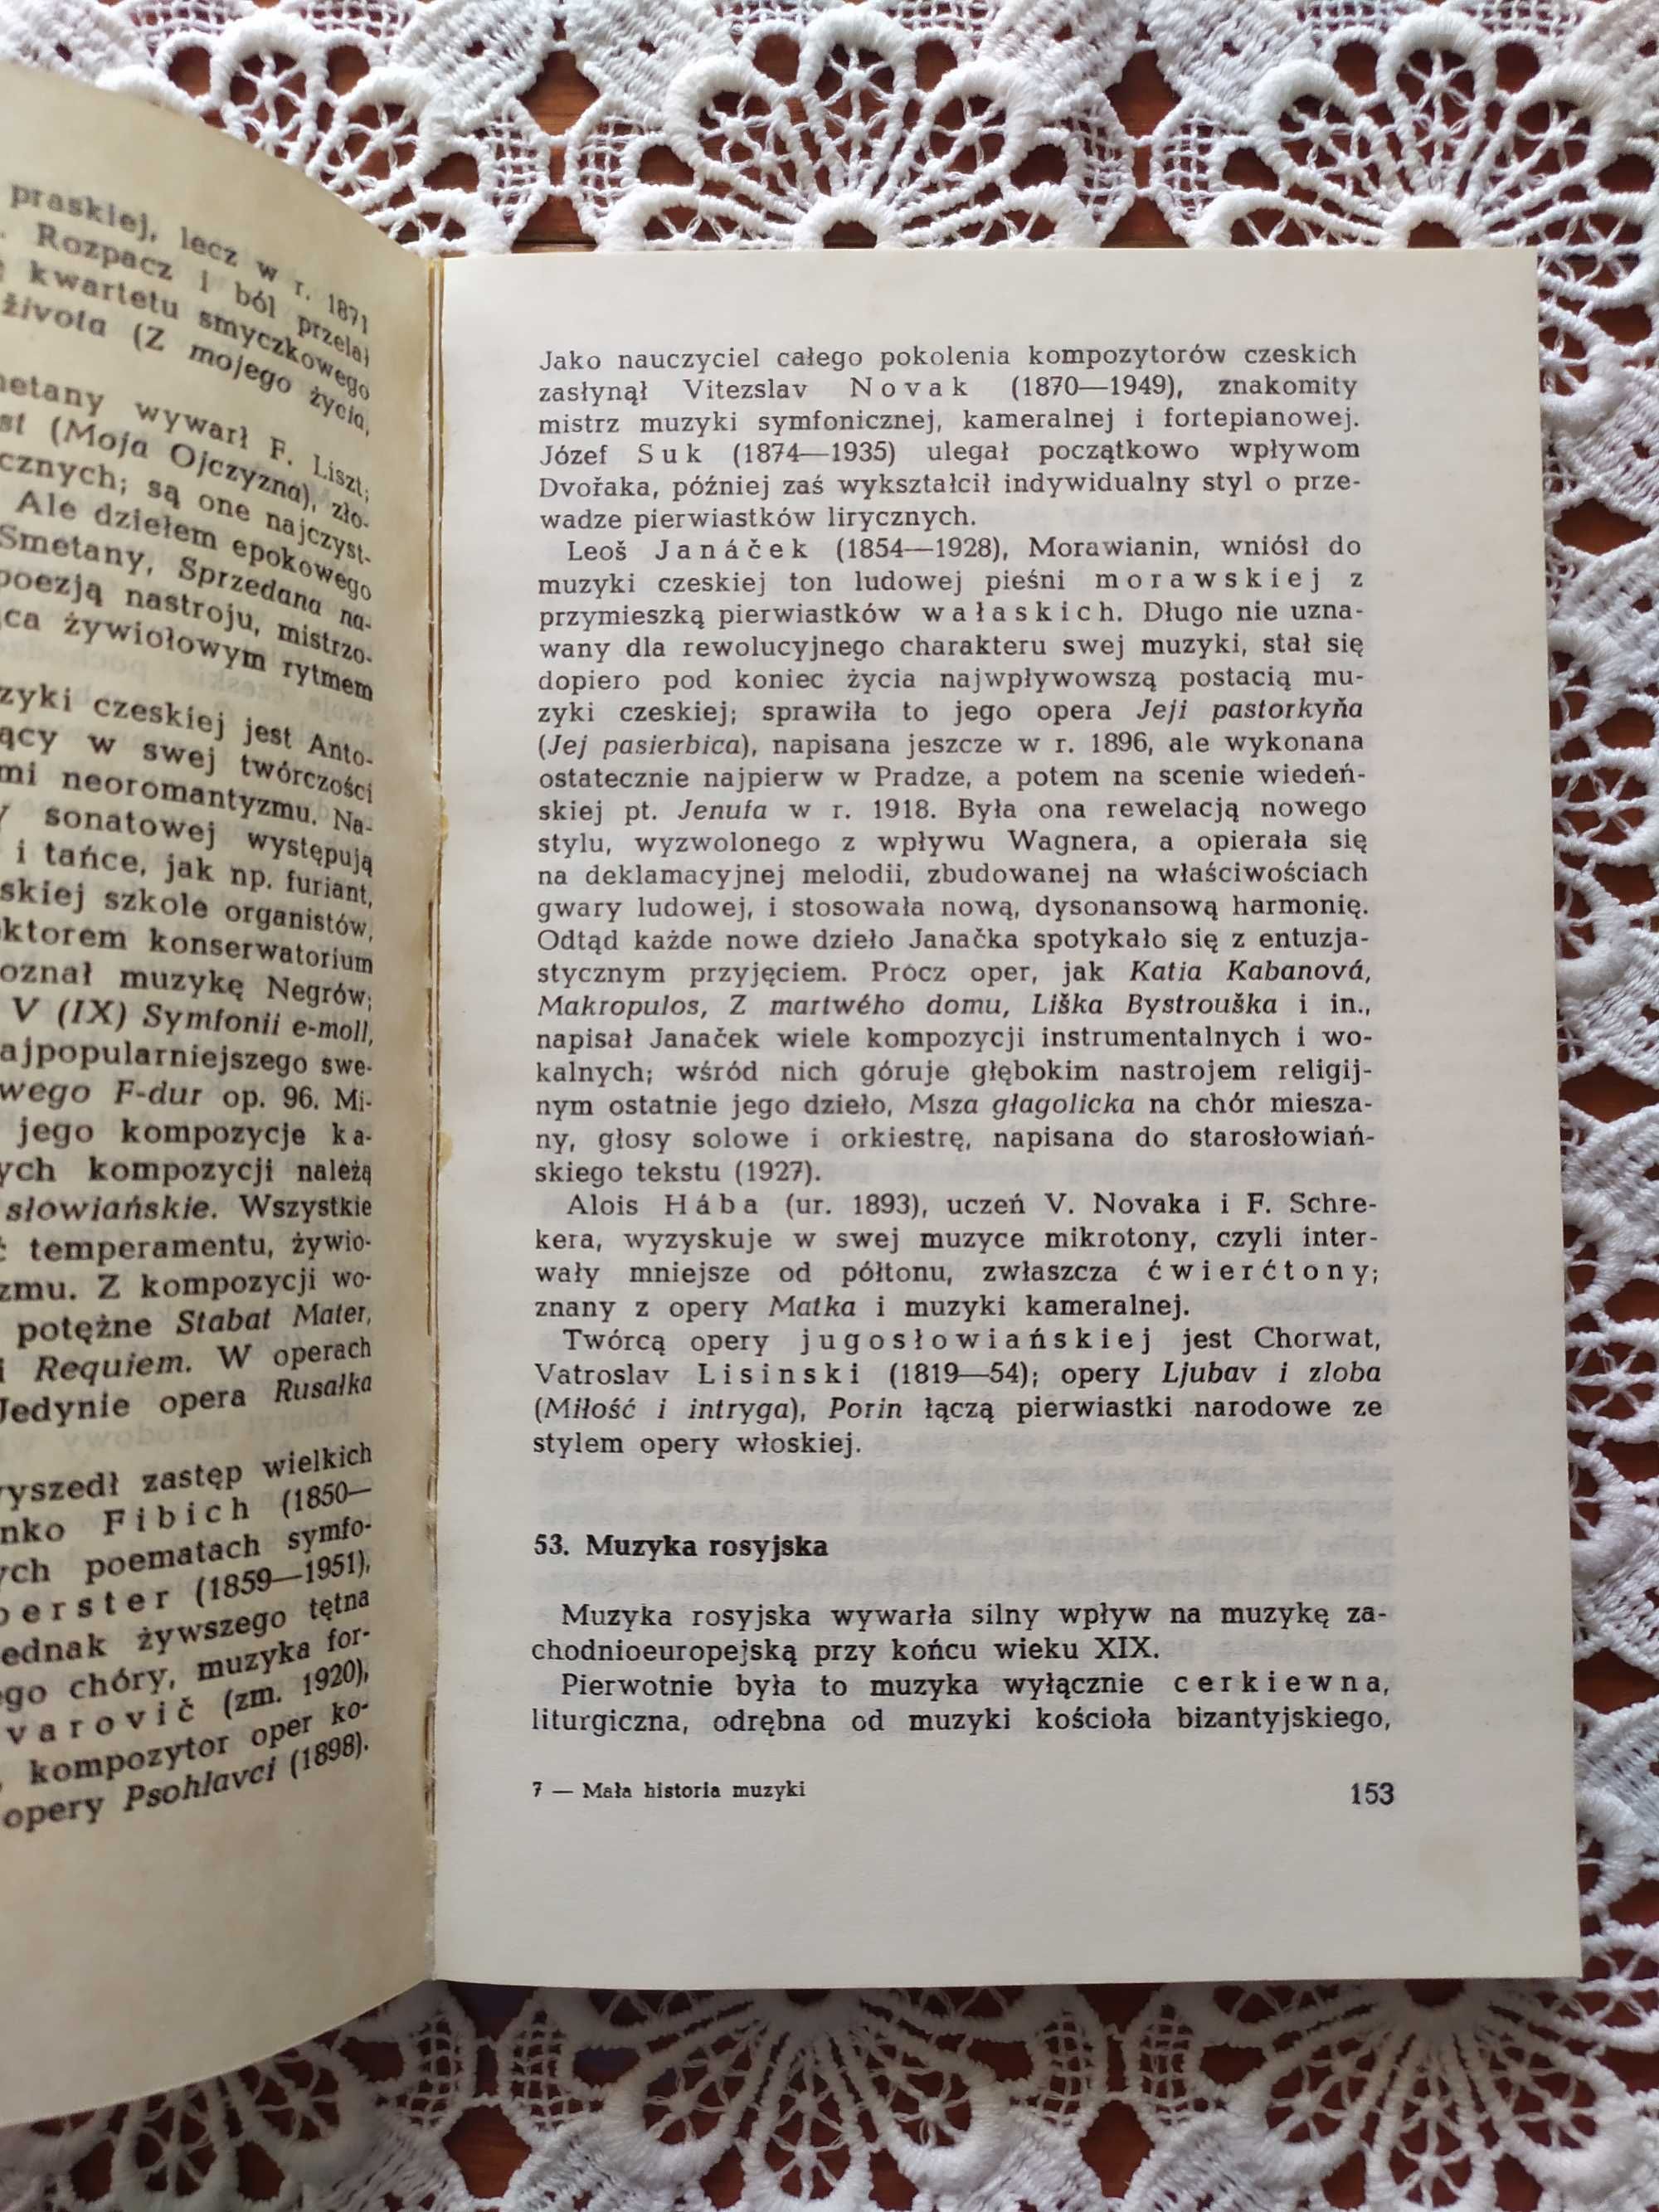 praskiej, lecz w r. 1871
Rozpacz i ból przelał
kwartetu smyczkowego
života (Z mojego życia,
metany wywarł F. Liszt;
(Moja Ojczyzna), zło-
cznych; są one najczyst-
Ale dziełem epokowego
Smetany, Sprzedana na-
poezją nastroju, mistrzo-
ca żywiołowym rytmem
zyki czeskiej jest Anto-
ący w swej twórczości
mi neoromantyzmu. Na-
sonatowej występują
i tańce, jak np. furiant,
skiej szkole organistów,
ktorem konserwatorium
oznał muzykę Negrów;
V (IX) Symfonii e-moll,
ajpopularniejszego swe-
wego F-dur op. 96. Mi-
jego kompozycje ka-
ych kompozycji należą
słowiańskie. Wszystkie
temperamentu, żywio-
zmu. Z kompozycji wo-
potężne Stabat Mater,
i Requiem. W operach
Jedynie opera Rusałka
yszedł zastęp wielkich
nko Fibich (1850—
ych poematach symfo-
oerster (1859—1951),
ednak żywszego tętna
ego chóry, muzyka for-
varovič (zm. 1920),
kompozytor oper ko-
opery Psohlavci (1898).
Jako nauczyciel całego pokolenia kompozytorów czeskich
zasłynął Vitezslav Novak (1870—1949), znakomity
mistrz muzyki symfonicznej, kameralnej i fortepianowej.
Józef Suk (1874—1935) ulegał początkowo wpływom
Dvořaka, później zaś wykształcił indywidualny styl o prze-
wadze pierwiastków lirycznych.
Leoš Janáček (1854—1928), Morawianin, wniósł do
muzyki czeskiej ton ludowej pieśni morawskiej z
przymieszką pierwiastków wałaskich. Długo nie uzna-
wany dla rewolucyjnego charakteru swej muzyki, stał się
dopiero pod koniec życia najwpływowszą postacią mu-
zyki czeskiej; sprawiła to jego opera Jeji pastorkyňa
(Jej pasierbica), napisana jeszcze w r. 1896, ale wykonana
ostatecznie najpierw w Pradze, a potem na scenie wiedeń-
skiej pt. Jenufa w r. 1918. Była ona rewelacją nowego
stylu, wyzwolonego z wpływu Wagnera, a opierała się
na deklamacyjnej melodii, zbudowanej na właściwościach
gwary ludowej, i stosowała nową, dysonansową harmonię.
Odtąd każde nowe dzieło Janačka spotykało się z entuzja-
stycznym przyjęciem. Prócz oper, jak Katia Kabanová,
Makropulos, Z martwého domu, Liška Bystrouška i in.,
napisał Janaček wiele kompozycji instrumentalnych i wo-
kalnych; wśród nich góruje głębokim nastrojem religij-
nym ostatnie jego dzieło, Msza głagolicka na chór miesza-
ny, głosy solowe i orkiestrę, napisana do starosłowiań-
skiego tekstu (1927).
Alois Hába (ur. 1893), uczeń V. Novaka i F. Schre-
kera, wyzyskuje w swej muzyce mikrotony, czyli inter-
wały mniejsze od półtonu, zwłaszcza ćwierćtony;
znany z opery Matka i muzyki kameralnej.
Twórcą opery jugosłowiańskiej jest Chorwat,
Vatroslav Lisinski (1819—54); opery Ljubav i zloba
(Miłość i intryga), Porin łączą pierwiastki narodowe ze
stylem opery włoskiej.
53. Muzyka rosyjska
Muzyka rosyjska wywarła silny wpływ na muzykę za-
chodnioeuropejską przy końcu wieku XIX.
Pierwotnie była to muzyka wyłącznie cerkiewna,
liturgiczna, odrębna od muzyki kościoła bizantyjskiego,
7 — Mała historia muzyki
153